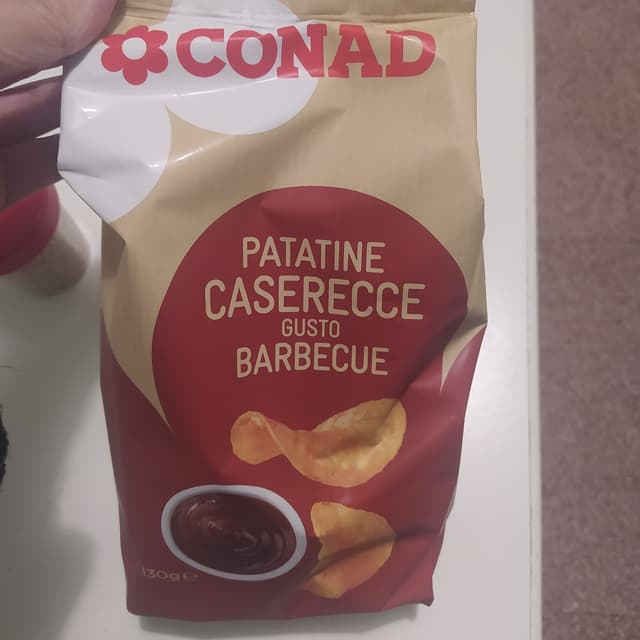 CONAD
PATATINE
CASERECCE
GUSTO
BARBECUE
130g ℮